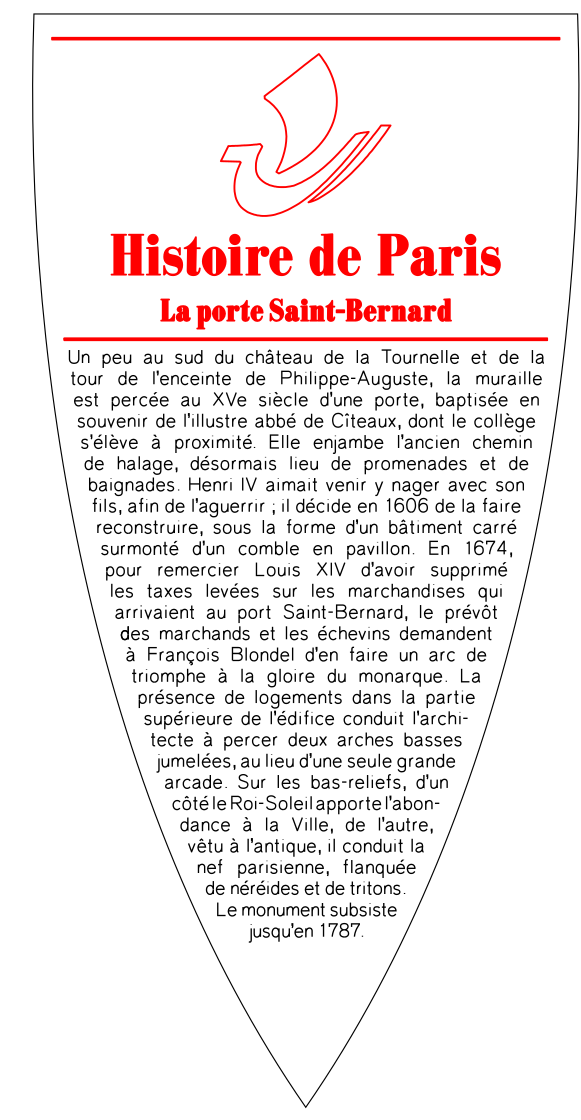 Histoire de Paris
La porte Saint-Bernard
Un peu au sud du château de la Tournelle et de la
tour de l'enceinte de Philippe-Auguste, la muraille
est percée au XVe siècle d'une porte, baptisée en
souvenir de l'illustre abbé de Cîteaux, dont le collège
s'élève à proximité. Elle enjambe l'ancien chemin
de halage, désormais lieu de promenades et de
baignades. Henri IV aimait venir y nager avec son
fils, afin de l'aguerrir ; il décide en 1606 de la faire
reconstruire, sous la forme d'un bâtiment carré
surmonté d'un comble en pavillon. En 1674,
pour remercier Louis XIV d'avoir supprimé
les taxes levées sur les marchandises qui
arrivaient au port Saint-Bernard, le prévôt
des marchands et les échevins demandent
à François Blondel d'en faire un arc de
triomphe à la gloire du monarque. La
présence de logements dans la partie
supérieure de l'édifice conduit l'archi-
tecte à percer deux arches basses
jumelées, au lieu d'une seule grande
arcade. Sur les bas-reliefs, d'un
côté le Roi-Soleil apporte l'abon-
dance à la Ville, de l'autre,
vêtu à l'antique, il conduit la
nef parisienne, flanquée
de néréides et de tritons.
Le monument subsiste
jusqu'en 1787.